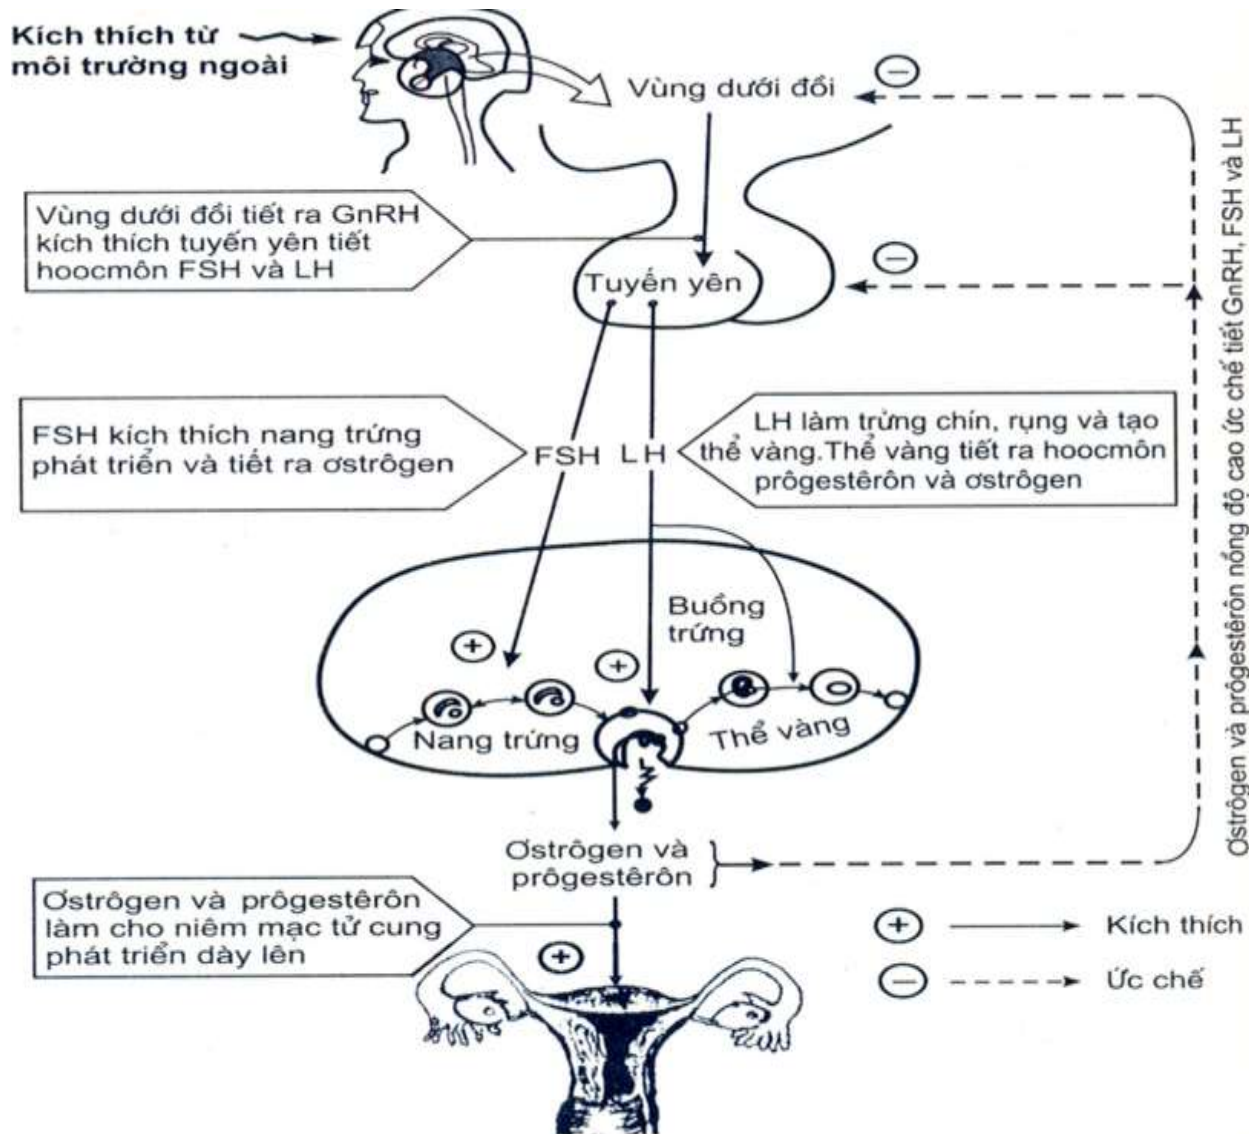 Kích thích từ
môi trường ngoài
Vùng dưới đồi
Vùng dưới đồi tiết ra GnRH
kích thích tuyến yên tiết
hoocmôn FSH và LH
Tuyến yên
FSH kích thích nang trứng
phát triển và tiết ra ơstrôgen
FSH LH
LH làm trừng chín, rụng và tạo
thể vàng.Thể vàng tiết ra hoocmôn
prôgestêrôn và ơstrôgen
Buồng
trứng
Nang trứng
Thể vàng
Ơstrôgen và
prôgestêrôn
Ơstrôgen và prôgestêrôn
làm cho niêm mạc tử cung
phát triển dày lên
Kích thích
Ức chế
Ơstrôgen và prôgestêrôn nồng độ cao ức chế tiết GnRH, FSH và LH